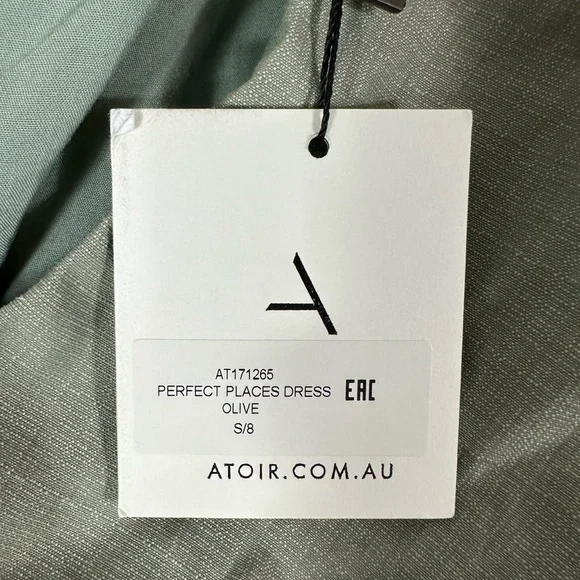 AT171265
PERFECT PLACES DRESS EAC
OLIVE
S/8
ATOIR.COM.AU